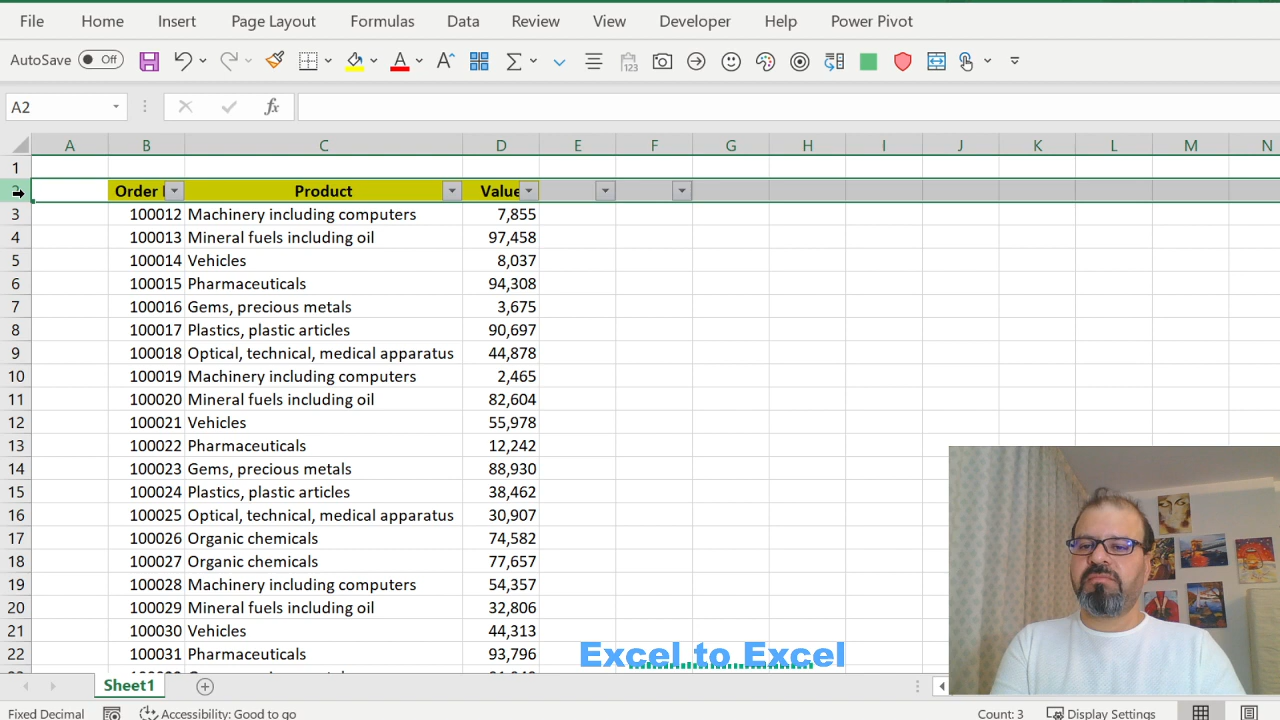 File Home Insert Page Layout Formulas Data Review View Developer Help Power Pivot
AutoSave Off
A2 fx
A B C D E F G H I J K L M N
1
2 Order Product Value
3 100012 Machinery including computers 7,855
4 100013 Mineral fuels including oil 97,458
5 100014 Vehicles 8,037
6 100015 Pharmaceuticals 94,308
7 100016 Gems, precious metals 3,675
8 100017 Plastics, plastic articles 90,697
9 100018 Optical, technical, medical apparatus 44,878
10 100019 Machinery including computers 2,465
11 100020 Mineral fuels including oil 82,604
12 100021 Vehicles 55,978
13 100022 Pharmaceuticals 12,242
14 100023 Gems, precious metals 88,930
15 100024 Plastics, plastic articles 38,462
16 100025 Optical, technical, medical apparatus 30,907
17 100026 Organic chemicals 74,582
18 100027 Organic chemicals 77,657
19 100028 Machinery including computers 54,357
20 100029 Mineral fuels including oil 32,806
21 100030 Vehicles 44,313
22 100031 Pharmaceuticals 93,796
Excel to Excel
Sheet1
Fixed Decimal Accessibility: Good to go Count: 3 Display Settings